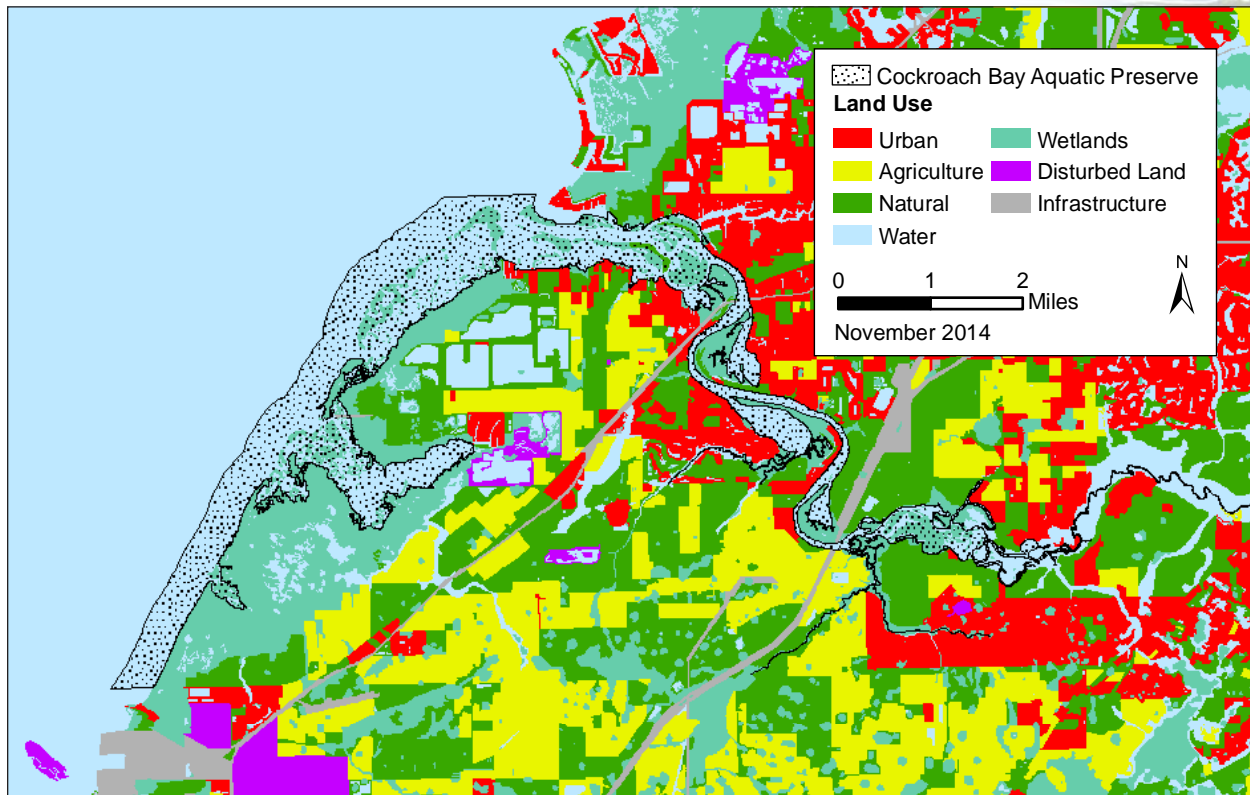 Cockroach Bay Aquatic Preserve
Land Use
Urban
Wetlands
Agriculture
Disturbed Land
Natural
Infrastructure
Water
N
0 1 2
Miles
November 2014